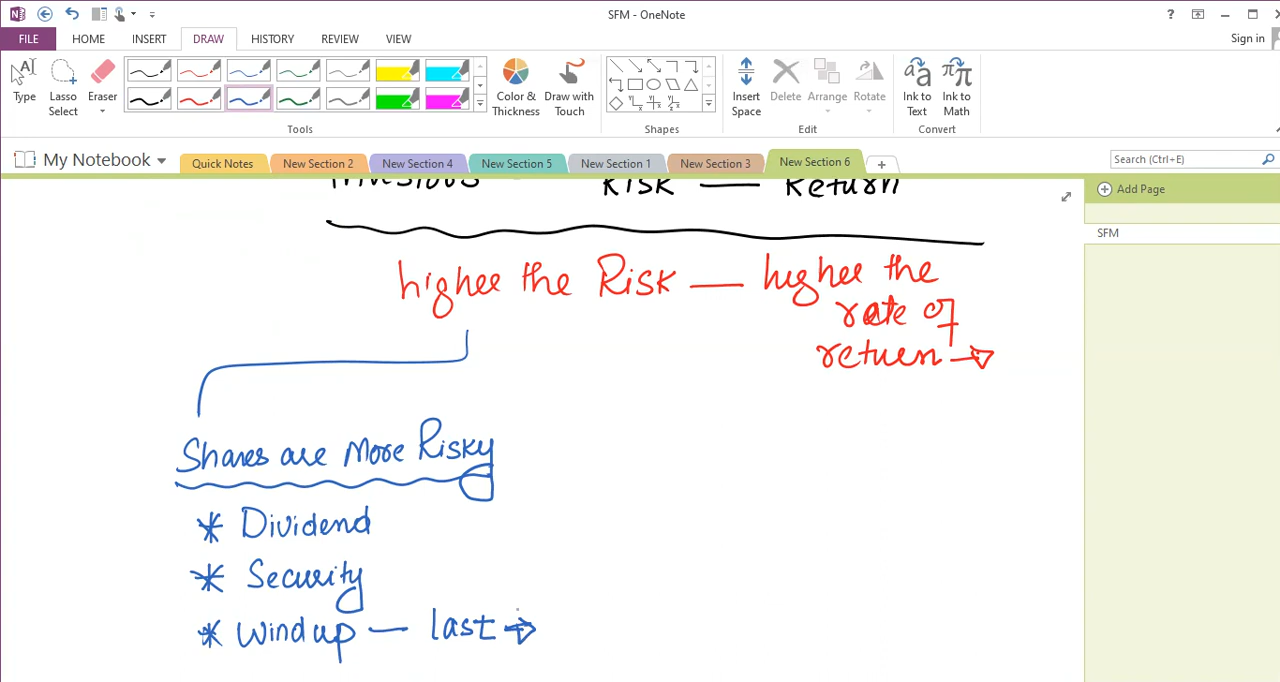 SFM - OneNote
?
FILE HOME INSERT DRAW HISTORY REVIEW VIEW
Sign in
Type
Lasso Select
Eraser
Color & Thickness
Draw with Touch
Insert Space
Delete
Arrange
Rotate
Ink to Text
Ink to Math
Tools
Shapes
Edit
Convert
My Notebook
Quick Notes
New Section 2
New Section 4
New Section 5
New Section 1
New Section 3
New Section 6
Search (Ctrl+E)
Add Page
SFM
Risk — Return
higher the Risk — higher the
rate of
return →
Shares are More Risky
* Dividend
* Security
* Windup — last →